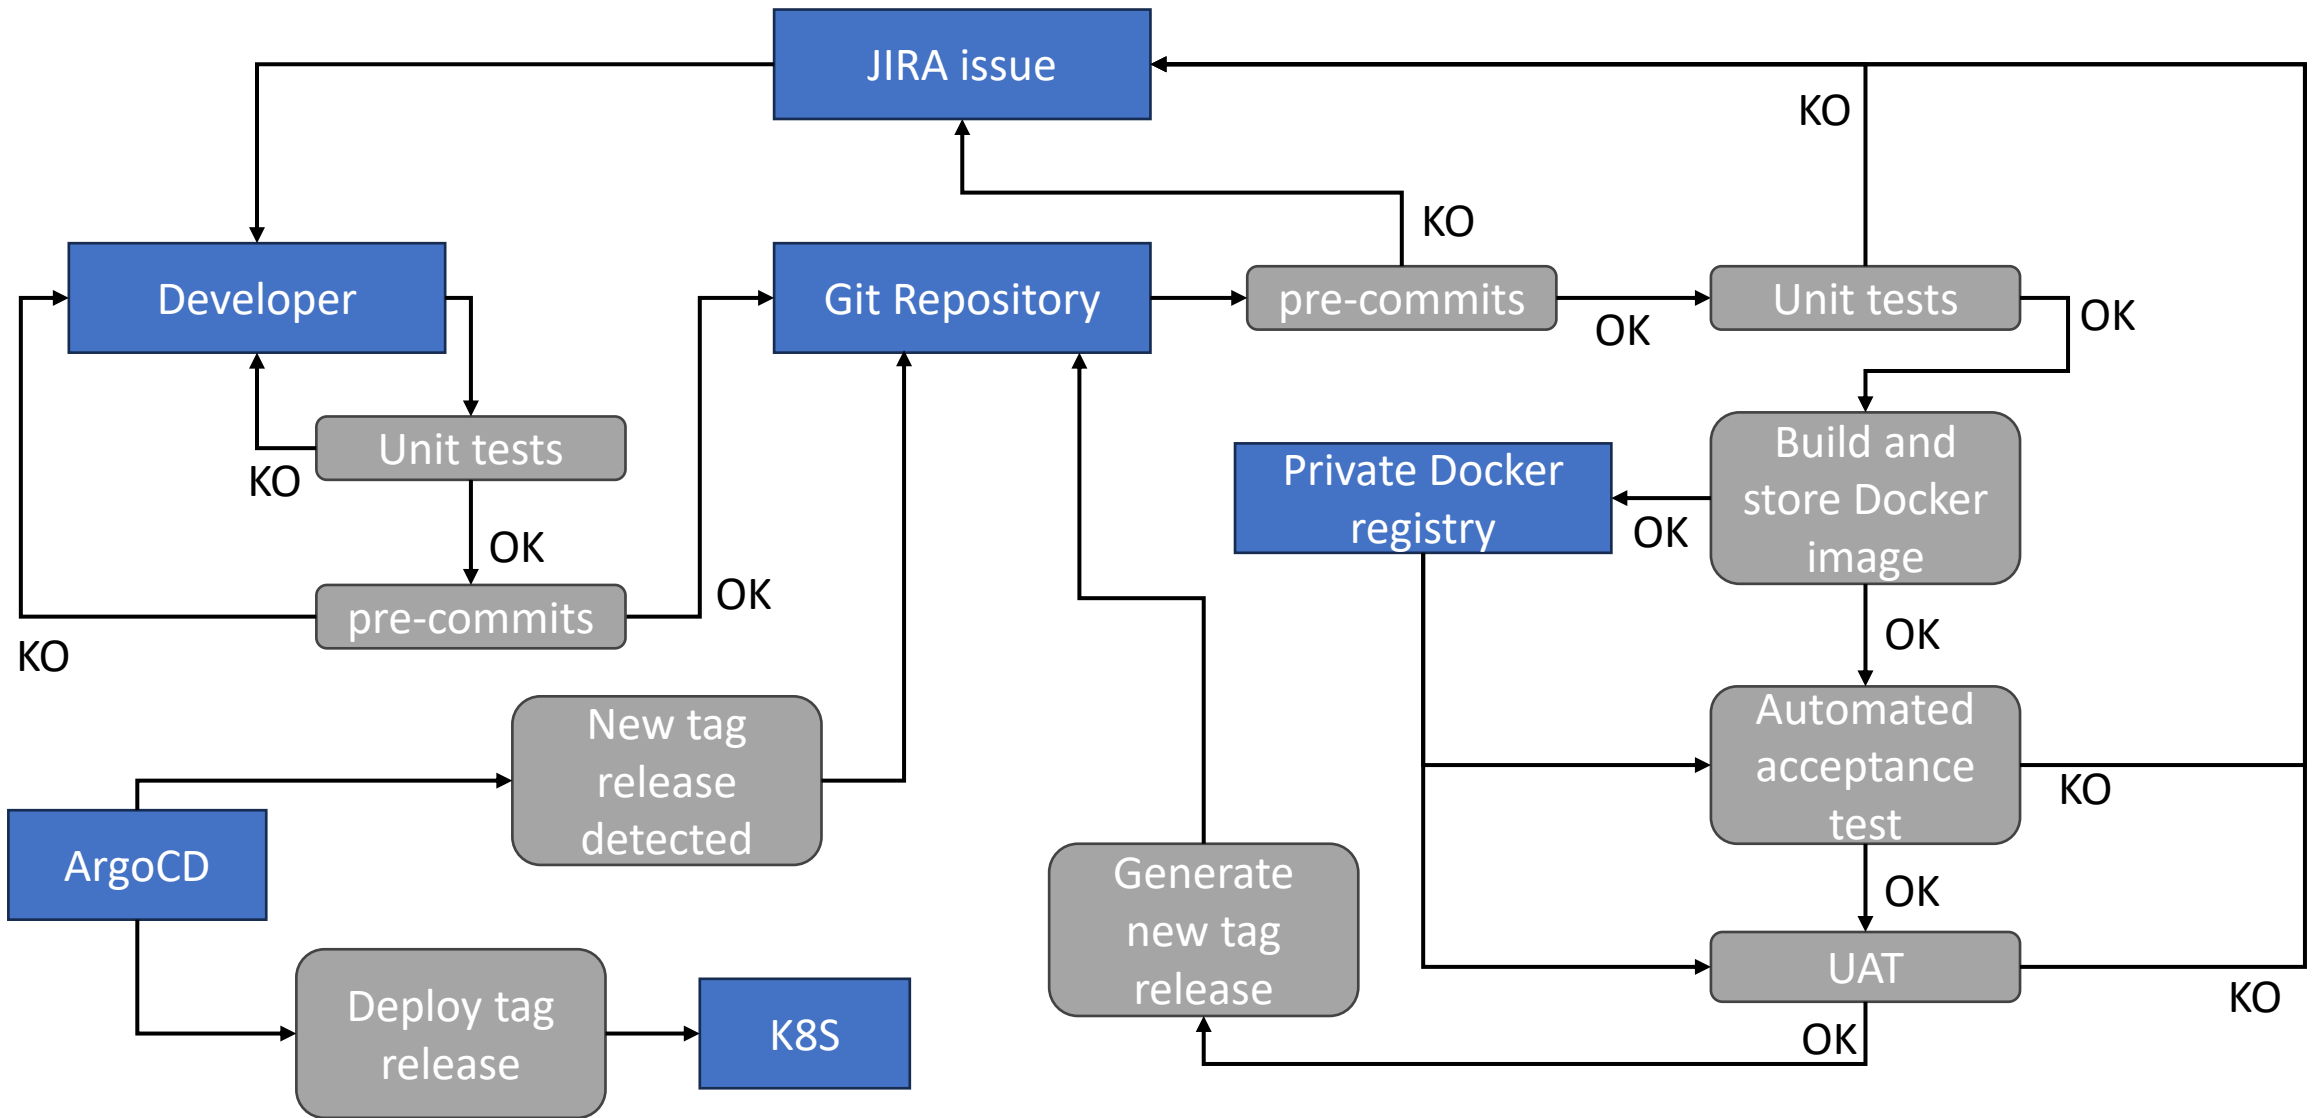 JIRA issue
KO
KO
Developer
Git Repository
pre-commits
OK
Unit tests
OK
Unit tests
KO
OK
pre-commits
KO
OK
Private Docker
registry
OK
Build and
store Docker
image
OK
New tag
release
detected
Automated
acceptance
test
KO
OK
ArgoCD
Generate
new tag
release
UAT
KO
OK
Deploy tag
release
K8S